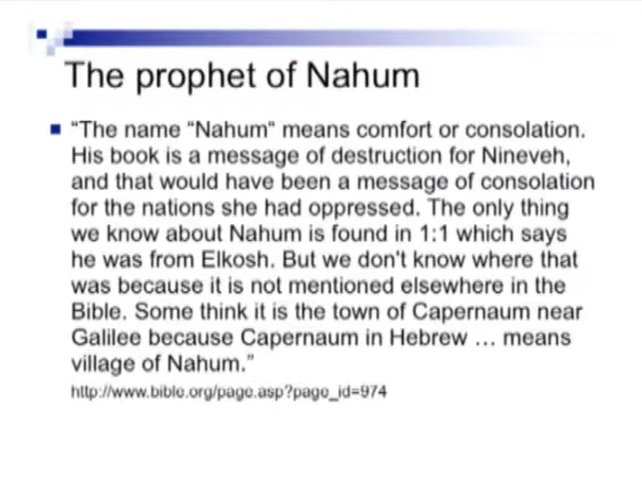 The prophet of Nahum
"The name "Nahum" means comfort or consolation.
His book is a message of destruction for Nineveh,
and that would have been a message of consolation
for the nations she had oppressed. The only thing
we know about Nahum is found in 1:1 which says
he was from Elkosh. But we don't know where that
was because it is not mentioned elsewhere in the
Bible. Some think it is the town of Capernaum near
Galilee because Capernaum in Hebrew … means
village of Nahum."
http://www.bible.org/page.asp?page_id=974